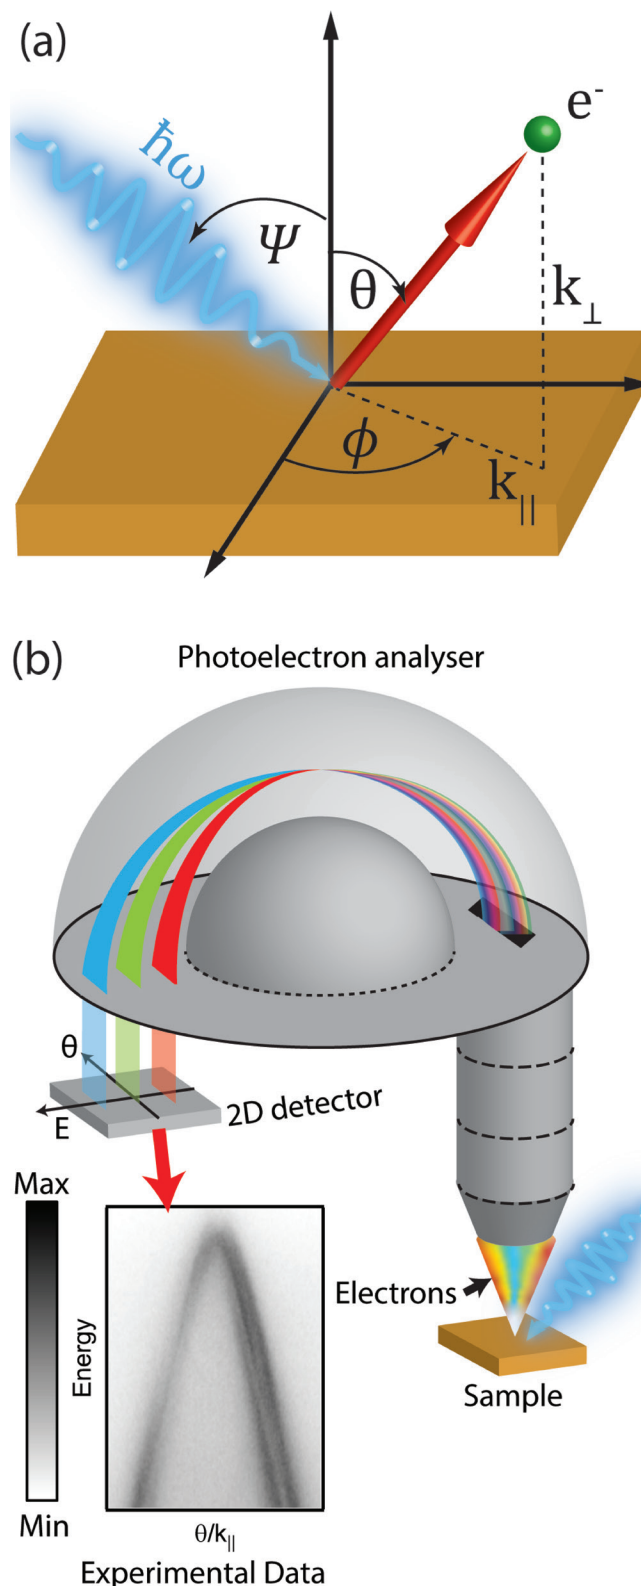 (a)
ħω
Ψ
θ
e⁻
k⊥
ϕ
k||
(b)
Photoelectron analyser
θ
E
2D detector
Max
Min
Energy
θ/k||
Experimental Data
Electrons
Sample